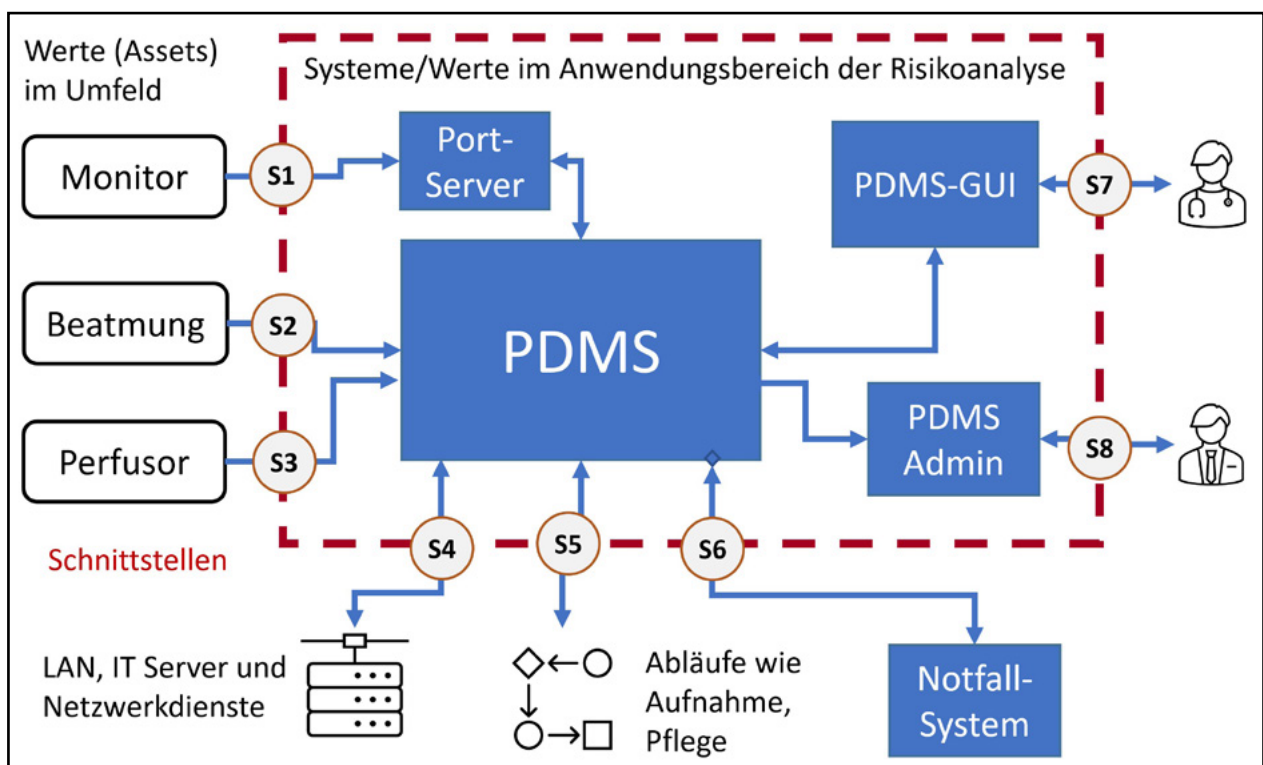 Werte (Assets)
im Umfeld
Systeme/Werte im Anwendungsbereich der Risikoanalyse
Monitor
S1
Port-
Server
PDMS-GUI
S7
Beatmung
S2
PDMS
Perfusor
S3
PDMS
Admin
S8
Schnittstellen
S4
S5
S6
LAN, IT Server und
Netzwerkdienste
Abläufe wie
Aufnahme,
Pflege
Notfall-
System